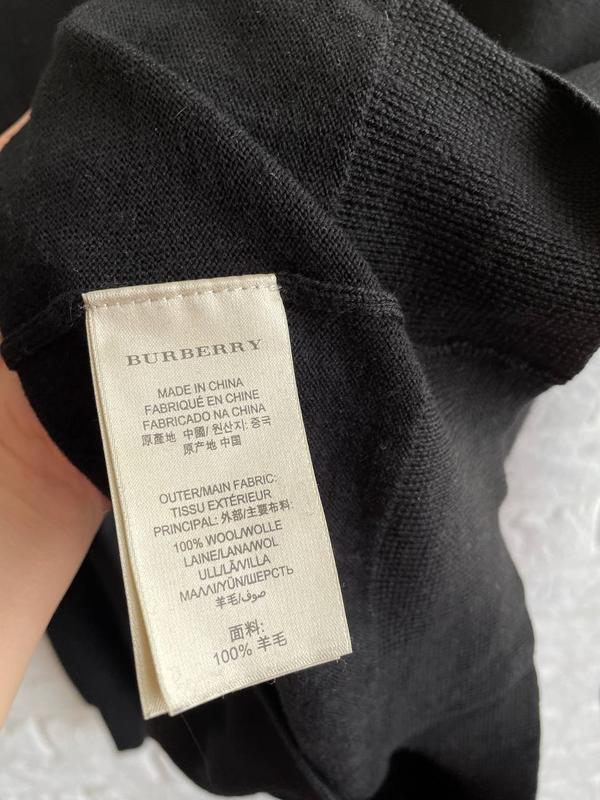 BURBERRY
MADE IN CHINA
FABRIQUÉ EN CHINE
FABRICADO NA CHINA
原產地 中國/ 원산지: 중국
原产地 中国
OUTER/MAIN FABRIC:
TISSU EXTÉRIEUR
PRINCIPAL: 外部/主要布料:
100% WOOL/WOLLE
LAINE/LANA/WOL
ULL/LÃ/VILLA
ΜΑΛΛΙ/YÜN/ШЕРСТЬ
羊毛/صوف
面料:
100% 羊毛